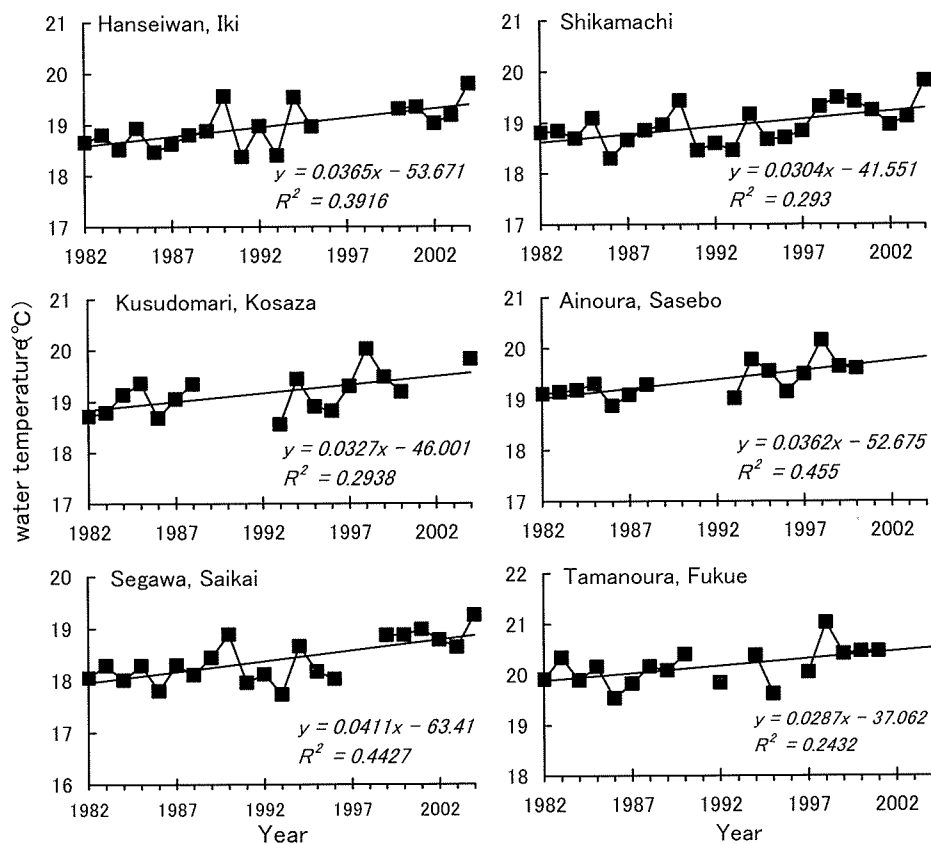 Hanseiwan, Iki
21
20
19
18
17
y = 0.0365x − 53.671
R² = 0.3916
1982 1987 1992 1997 2002
Shikamachi
21
20
19
18
17
y = 0.0304x − 41.551
R² = 0.293
1982 1987 1992 1997 2002
water temperature(°C)
Kusudomari, Kosaza
21
20
19
18
17
y = 0.0327x − 46.001
R² = 0.2938
1982 1987 1992 1997 2002
Ainoura, Sasebo
21
20
19
18
17
y = 0.0362x − 52.675
R² = 0.455
1982 1987 1992 1997 2002
Segawa, Saikai
20
19
18
17
16
y = 0.0411x − 63.41
R² = 0.4427
1982 1987 1992 1997 2002
Year
Tamanoura, Fukue
22
21
20
19
18
y = 0.0287x − 37.062
R² = 0.2432
1982 1987 1992 1997 2002
Year